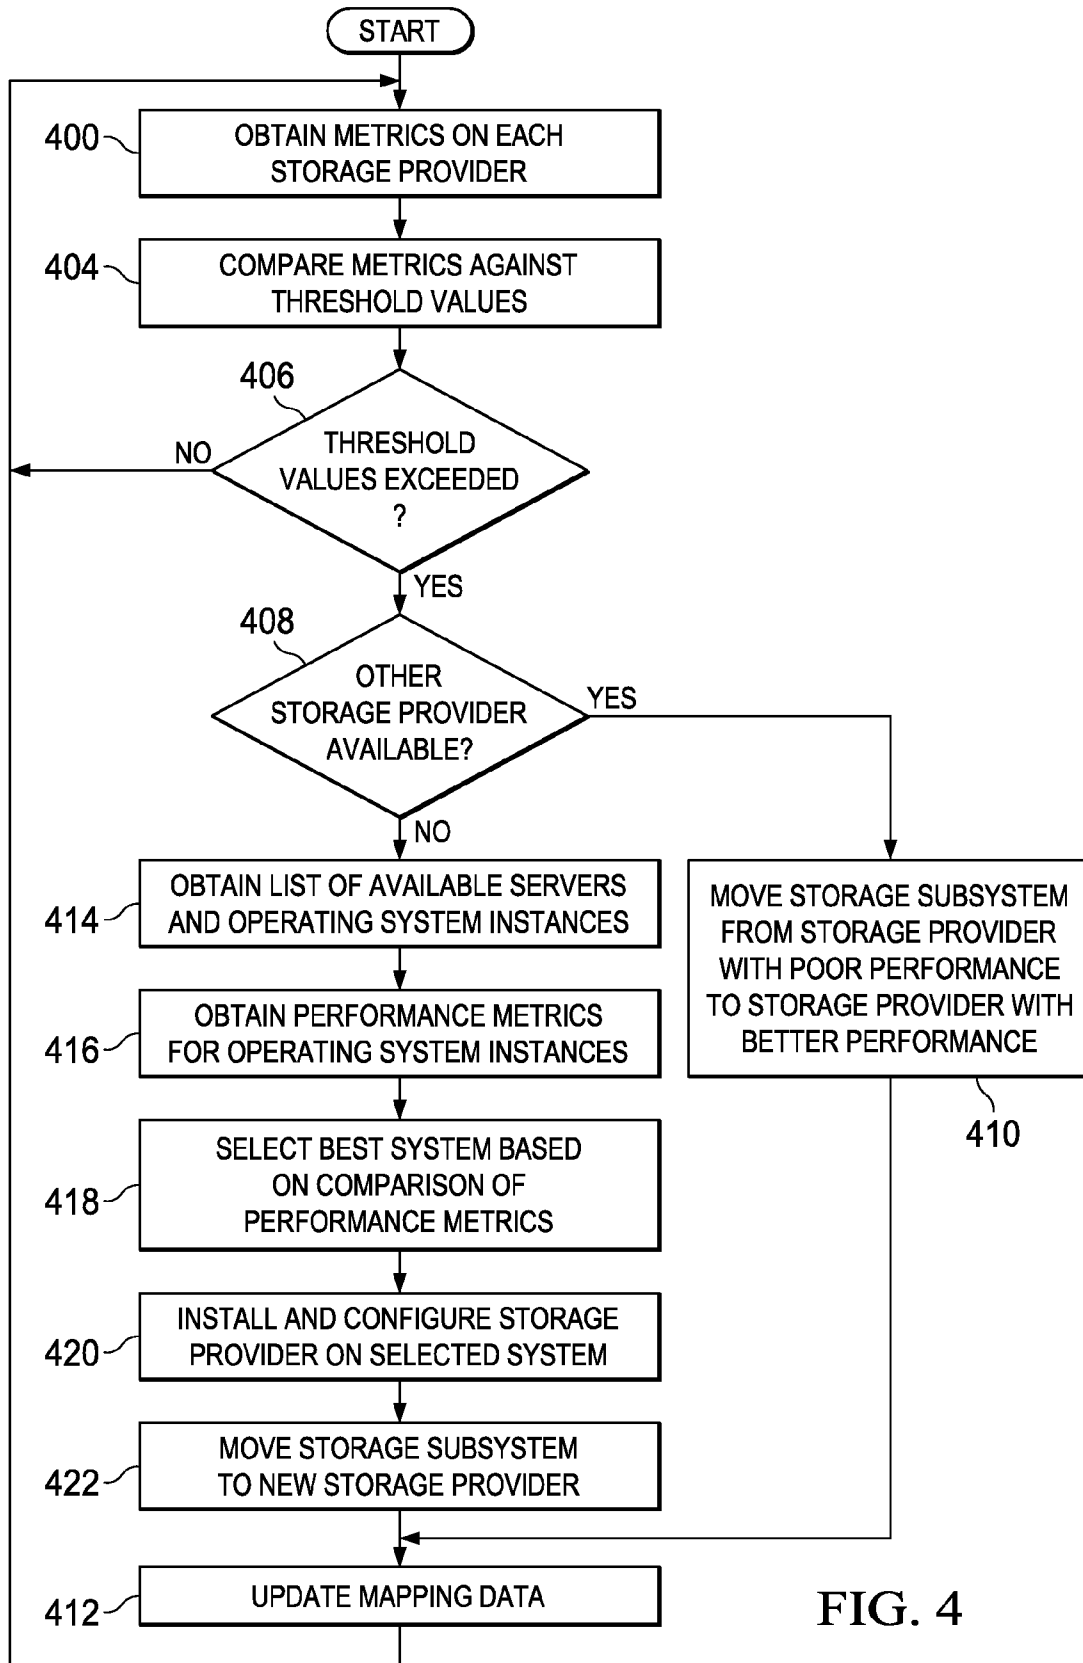 START
400
OBTAIN METRICS ON EACH
STORAGE PROVIDER
404
COMPARE METRICS AGAINST
THRESHOLD VALUES
406
THRESHOLD
VALUES EXCEEDED
?
NO
YES
408
OTHER
STORAGE PROVIDER
AVAILABLE?
YES
NO
414
OBTAIN LIST OF AVAILABLE SERVERS
AND OPERATING SYSTEM INSTANCES
MOVE STORAGE SUBSYSTEM
FROM STORAGE PROVIDER
WITH POOR PERFORMANCE
TO STORAGE PROVIDER WITH
BETTER PERFORMANCE
410
416
OBTAIN PERFORMANCE METRICS
FOR OPERATING SYSTEM INSTANCES
418
SELECT BEST SYSTEM BASED
ON COMPARISON OF
PERFORMANCE METRICS
420
INSTALL AND CONFIGURE STORAGE
PROVIDER ON SELECTED SYSTEM
422
MOVE STORAGE SUBSYSTEM
TO NEW STORAGE PROVIDER
412
UPDATE MAPPING DATA
FIG. 4